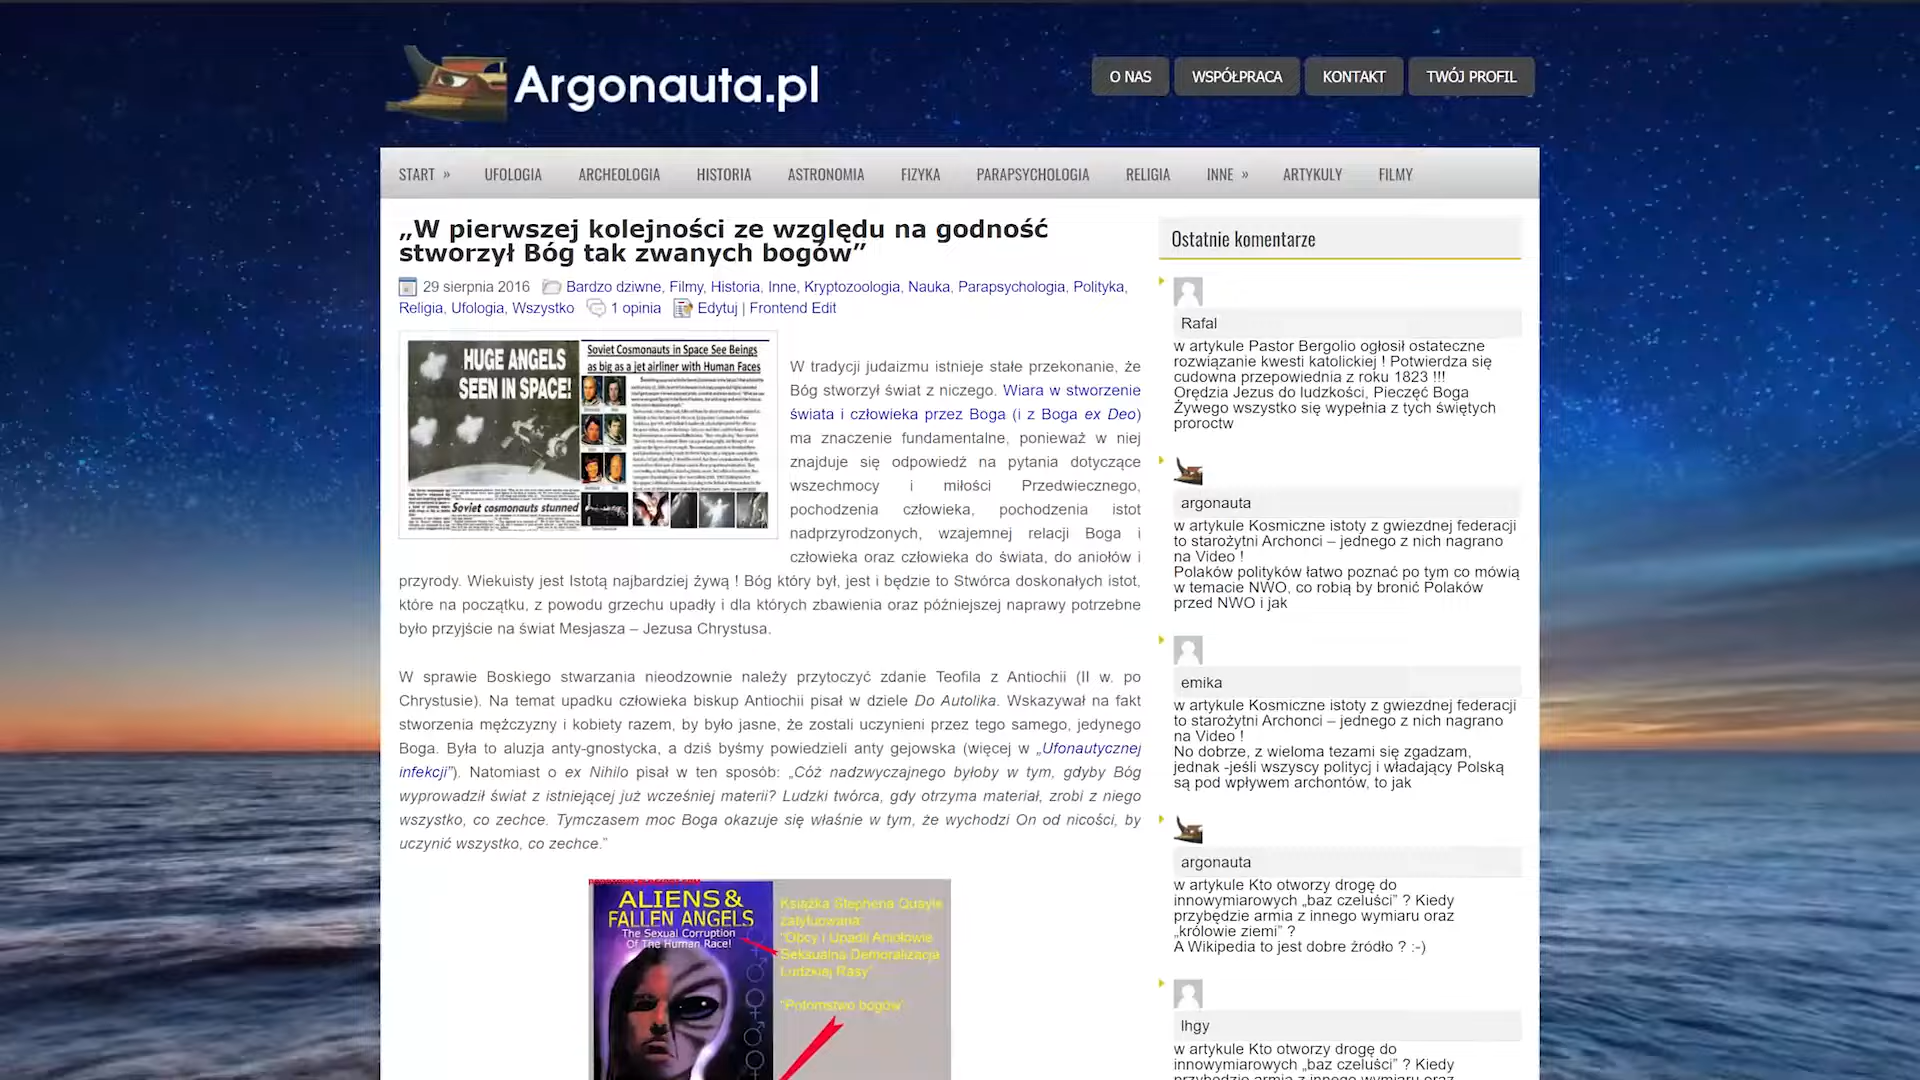 Argonauta.pl
O NAS
WSPÓŁPRACA
KONTAKT
TWÓJ PROFIL
START »
UFOLOGIA
ARCHEOLOGIA
HISTORIA
ASTRONOMIA
FIZYKA
PARAPSYCHOLOGIA
RELIGIA
INNE »
ARTYKUŁY
FILMY
„W pierwszej kolejności ze względu na godność
stworzył Bóg tak zwanych bogów”
29 sierpnia 2016 Bardzo dziwne, Filmy, Historia, Inne, Kryptozoologia, Nauka, Parapsychologia, Polityka,
Religia, Ufologia, Wszystko 1 opinia Edytuj | Frontend Edit
HUGE ANGELS
SEEN IN SPACE!
Soviet cosmonauts stunned
Soviet Cosmonauts in Space See Beings
as big as a jet airliner with Human Faces
W tradycji judaizmu istnieje stałe przekonanie, że
Bóg stworzył świat z niczego. Wiara w stworzenie
świata i człowieka przez Boga (i z Boga ex Deo)
ma znaczenie fundamentalne, ponieważ w niej
znajduje się odpowiedź na pytania dotyczące
wszechmocy i miłości Przedwiecznego,
pochodzenia człowieka, pochodzenia istot
nadprzyrodzonych, wzajemnej relacji Boga i
człowieka oraz człowieka do świata, do aniołów i
przyrody. Wiekuisty jest Istotą najbardziej żywą ! Bóg który był, jest i będzie to Stwórca doskonałych istot,
które na początku, z powodu grzechu upadły i dla których zbawienia oraz późniejszej naprawy potrzebne
było przyjście na świat Mesjasza – Jezusa Chrystusa.
W sprawie Boskiego stwarzania nieodzownie należy przytoczyć zdanie Teofila z Antiochii (II w. po
Chrystusie). Na temat upadku człowieka biskup Antiochii pisał w dziele Do Autolika. Wskazywał na fakt
stworzenia mężczyzny i kobiety razem, by było jasne, że zostali uczynieni przez tego samego, jedynego
Boga. Była to aluzja anty-gnostycka, a dziś byśmy powiedzieli anty gejowska (więcej w „Ufonautycznej
infekcji”). Natomiast o ex Nihilo pisał w ten sposób: „Cóż nadzwyczajnego byłoby w tym, gdyby Bóg
wyprowadził świat z istniejącej już wcześniej materii? Ludzki twórca, gdy otrzyma materiał, zrobi z niego
wszystko, co zechce. Tymczasem moc Boga okazuje się właśnie w tym, że wychodzi On od nicości, by
uczynić wszystko, co zechce.”
ALIENS &
FALLEN ANGELS
The Sexual Corruption
Of The Human Race!
Książka Stephena Quayle
zatytuowana:
"Obcy i Upadli Aniołowie
Seksualna Demoralizacja
Ludzkiej Rasy"
"Potomstwo bogów"
Ostatnie komentarze
Rafal
w artykule Pastor Bergolio ogłosił ostateczne
rozwiązanie kwesti katolickiej ! Potwierdza się
cudowna przepowiednia z roku 1823 !!!
Orędzia Jezus do ludzkości, Pieczęć Boga
Żywego wszystko się wypełnia z tych świętych
proroctw
argonauta
w artykule Kosmiczne istoty z gwiezdnej federacji
to starożytni Archonci – jednego z nich nagrano
na Video !
Polaków polityków łatwo poznać po tym co mówią
w temacie NWO, co robią by bronić Polaków
przed NWO i jak
emika
w artykule Kosmiczne istoty z gwiezdnej federacji
to starożytni Archonci – jednego z nich nagrano
na Video !
No dobrze, z wieloma tezami się zgadzam,
jednak -jeśli wszyscy politycj i władający Polską
są pod wpływem archontów, to jak
argonauta
w artykule Kto otworzy drogę do
innowymiarowych „baz czeluści” ? Kiedy
przybędzie armia z innego wymiaru oraz
„królowie ziemi” ?
A Wikipedia to jest dobre źródło ? :-)
lhgy
w artykule Kto otworzy drogę do
innowymiarowych „baz czeluści” ? Kiedy
przybędzie armia z innego wymiaru oraz